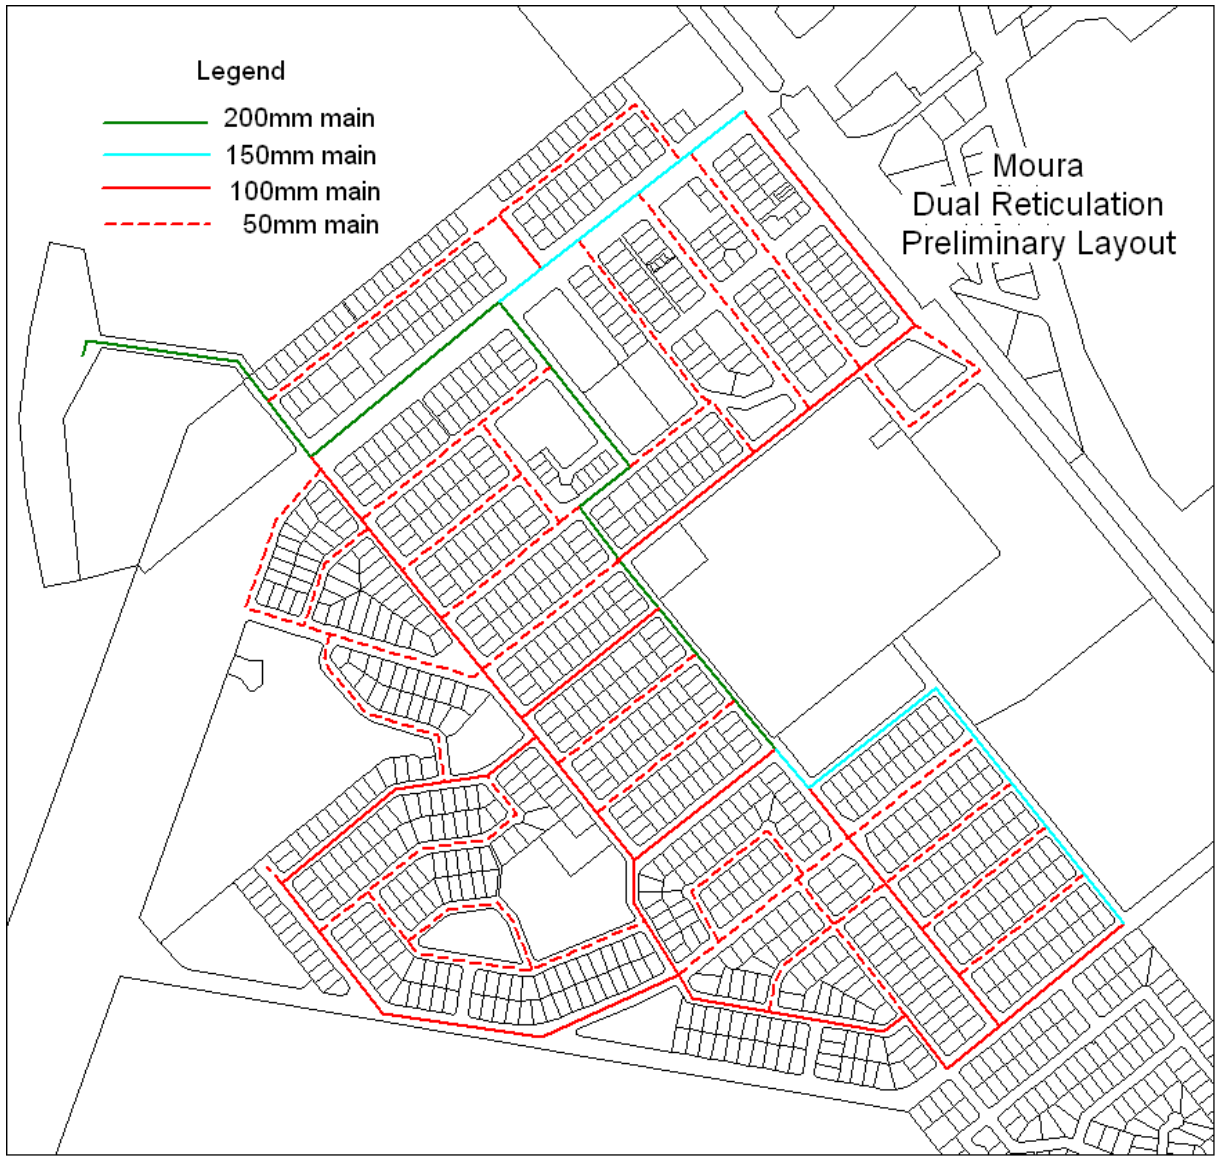 Legend
200mm main
150mm main
100mm main
50mm main
Moura
Dual Reticulation
Preliminary Layout